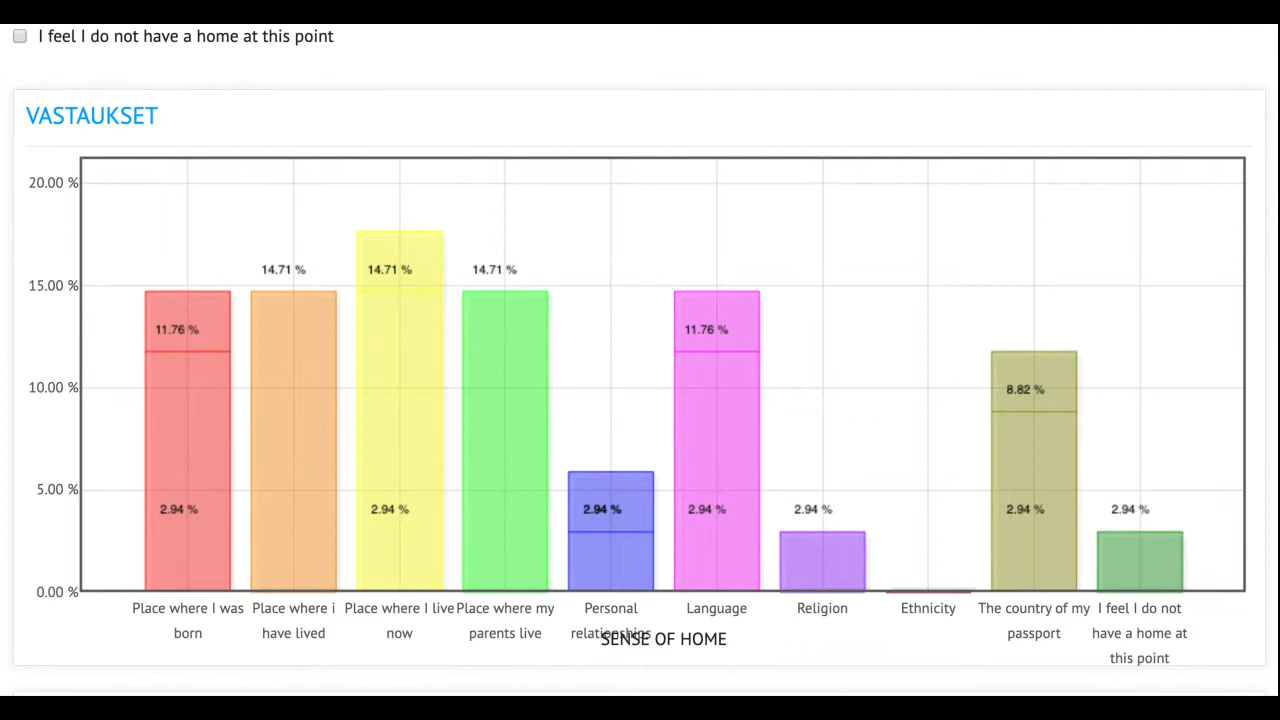 I feel I do not have a home at this point
VASTAUKSET
20.00 %
15.00 %
10.00 %
5.00 %
0.00 %
14.71 %
14.71 %
14.71 %
11.76 %
11.76 %
8.82 %
2.94 %
2.94 %
2.94 %
2.94 %
2.94 %
2.94 %
2.94 %
Place where I was born
Place where i have lived
Place where I live now
Place where my parents live
Personal relationships
Language
Religion
Ethnicity
The country of my passport
I feel I do not have a home at this point
SENSE OF HOME